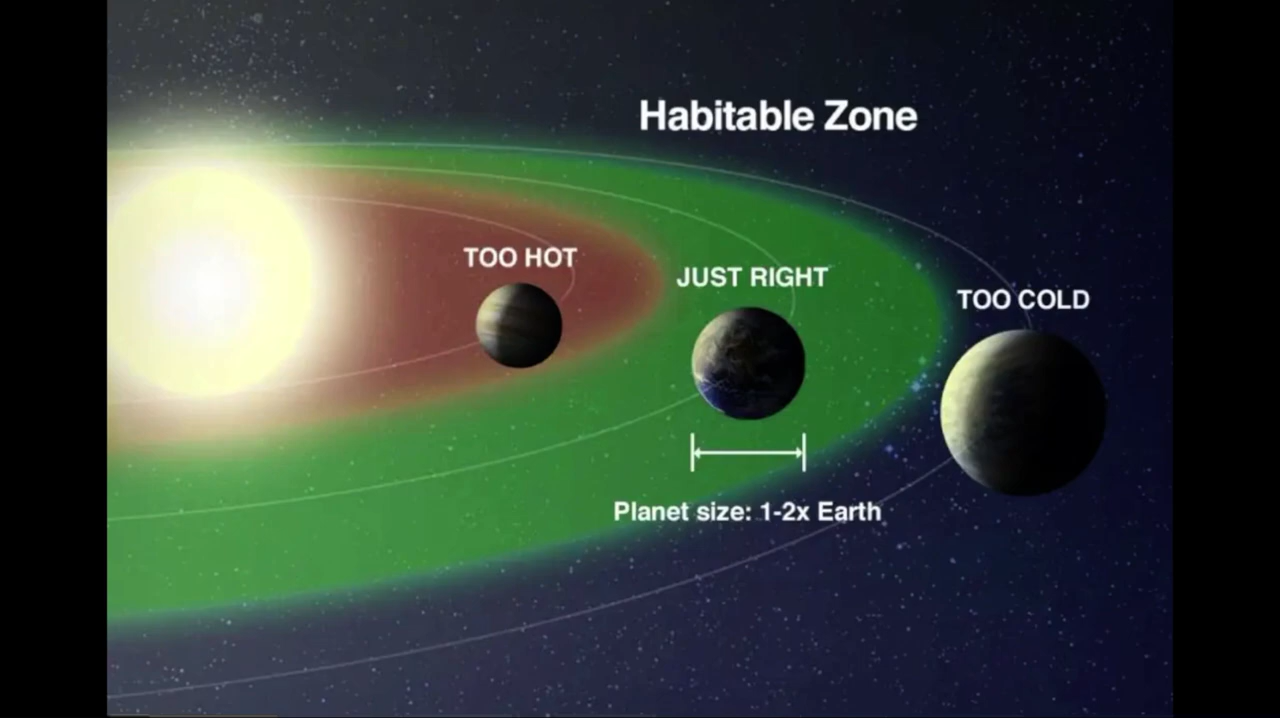 Habitable Zone
TOO HOT
JUST RIGHT
TOO COLD
Planet size: 1-2x Earth